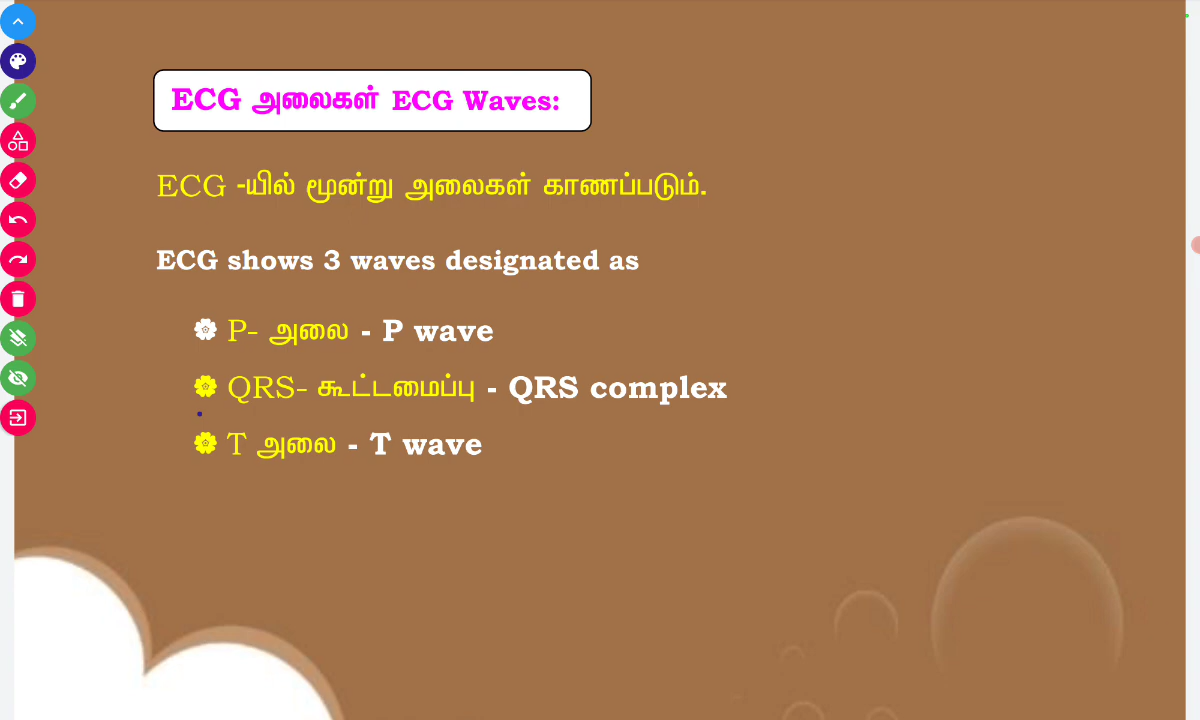 ECG அலைகள் ECG Waves:
ECG -யில் மூன்று அலைகள் காணப்படும்.
ECG shows 3 waves designated as
P- அலை - P wave
QRS- கூட்டமைப்பு - QRS complex
T அலை - T wave